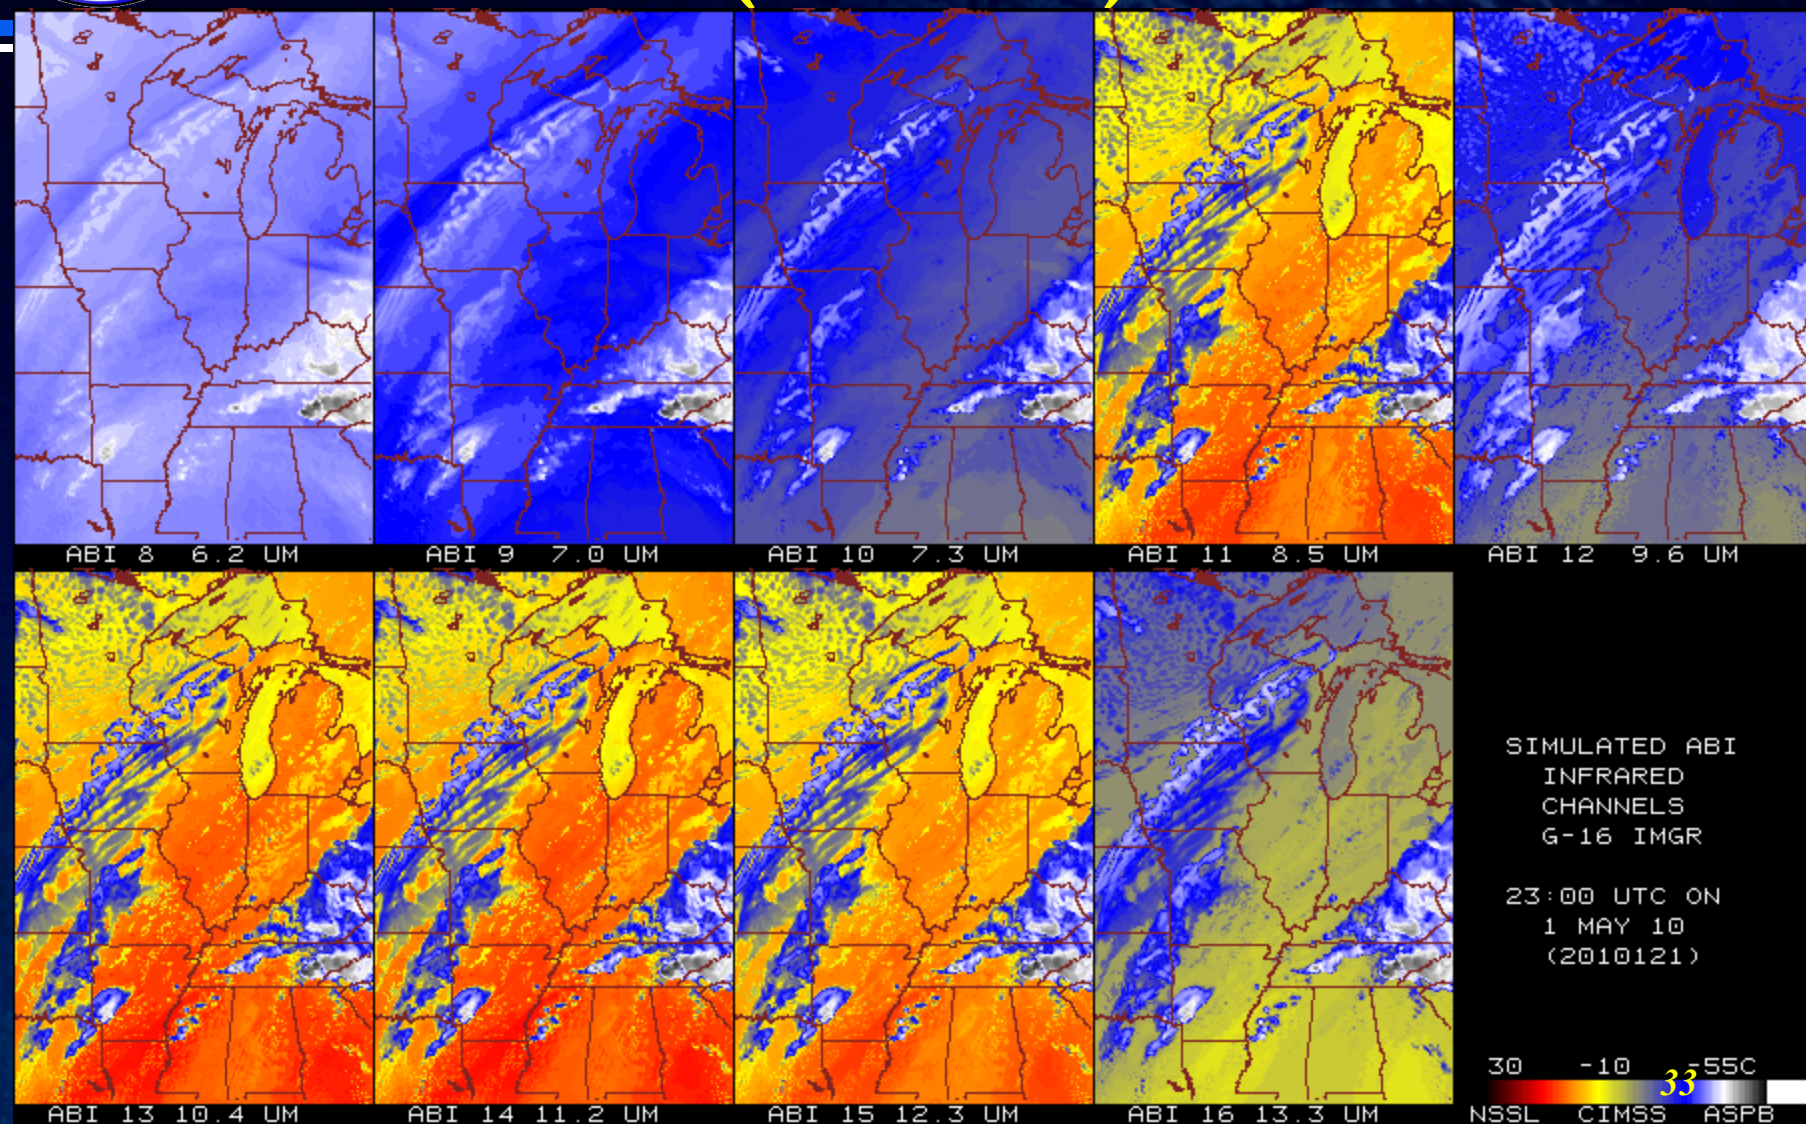 ABI 8 6.2 UM
ABI 9 7.0 UM
ABI 10 7.3 UM
ABI 11 8.5 UM
ABI 12 9.6 UM
ABI 13 10.4 UM
ABI 14 11.2 UM
ABI 15 12.3 UM
ABI 16 13.3 UM
SIMULATED ABI
INFRARED
CHANNELS
G-16 IMGR
23:00 UTC ON
1 MAY 10
(2010121)
30 -10 -55C
33
NSSL CIMSS ASPB